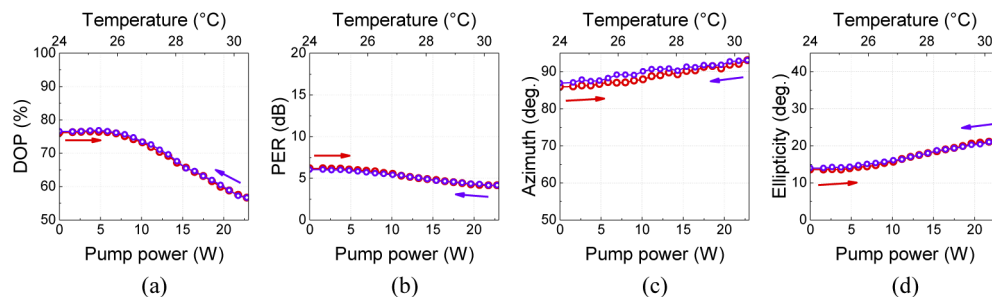 Temperature (°C)
24 26 28 30
DOP (%)
100
90
80
70
60
50
0 5 10 15 20
Pump power (W)
(a)
Temperature (°C)
24 26 28 30
PER (dB)
20
15
10
5
0
0 5 10 15 20
Pump power (W)
(b)
Temperature (°C)
24 26 28 30
Azimuth (deg.)
90
80
70
60
50
0 5 10 15 20
Pump power (W)
(c)
Temperature (°C)
24 26 28 30
Ellipticity (deg.)
40
30
20
10
0
0 5 10 15 20
Pump power (W)
(d)